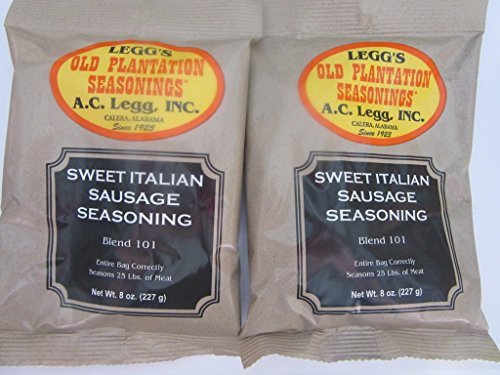 LEGG'S
OLD PLANTATION
SEASONINGS®
A.C. Legg, INC.
CALERA, ALABAMA
Since 1923
SWEET ITALIAN
SAUSAGE
SEASONING
Blend 101
Entire Bag Correctly
Seasons 25 Lbs. of Meat
Net Wt. 8 oz. (227 g)
LEGG'S
OLD PLANTATION
SEASONINGS®
A.C. Legg, INC.
CALERA, ALABAMA
Since 1923
SWEET ITALIAN
SAUSAGE
SEASONING
Blend 101
Entire Bag Correctly
Seasons 25 Lbs. of Meat
Net Wt. 8 oz. (227 g)